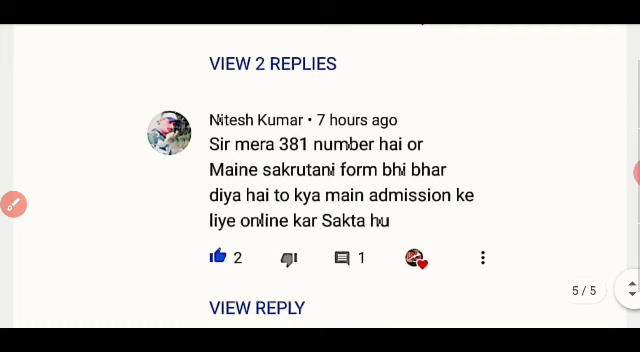 VIEW 2 REPLIES
Nitesh Kumar • 7 hours ago
Sir mera 381 number hai or
Maine sakrutani form bhi bhar
diya hai to kya main admission ke
liye online kar Sakta hu
2
1
5 / 5
VIEW REPLY